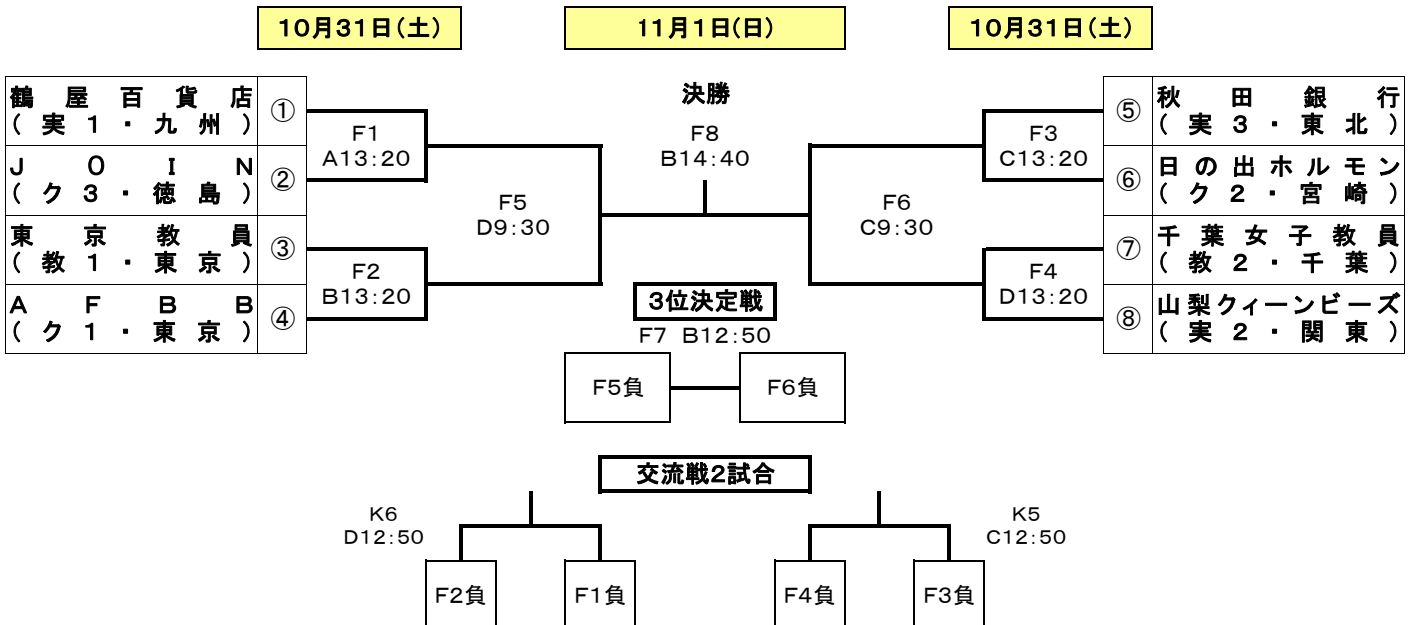 10月31日(土)
11月1日(日)
10月31日(土)
鶴屋百貨店
(実1・九州)
①
JOIN
(ク3・徳島)
②
東京教員
(教1・東京)
③
AFBB
(ク1・東京)
④
F1
A13:20
F2
B13:20
F5
D9:30
決勝
F8
B14:40
3位決定戦
F7 B12:50
F5負
F6負
F6
C9:30
F3
C13:20
F4
D13:20
⑤
秋田銀行
(実3・東北)
⑥
日の出ホルモン
(ク2・宮崎)
⑦
千葉女子教員
(教2・千葉)
⑧
山梨クィーンビーズ
(実2・関東)
交流戦2試合
K6
D12:50
F2負
F1負
K5
C12:50
F4負
F3負